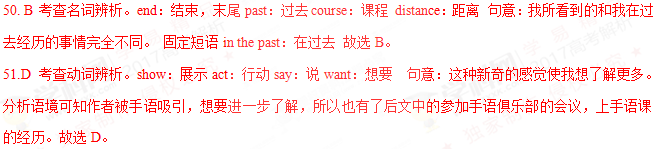 50. B 考查名词辨析。end：结束，末尾 past：过去 course：课程 distance：距离 句意：我所看到的和我在过
去经历的事情完全不同。 固定短语 in the past：在过去 故选 B。
51.D 考查动词辨析。show：展示 act：行动 say：说 want：想要 句意：这种新奇的感觉使我想了解更多。
分析语境可知作者被手语吸引，想要进一步了解，所以也有了后文中的参加手语俱乐部的会议，上手语课
的经历。故选 D。